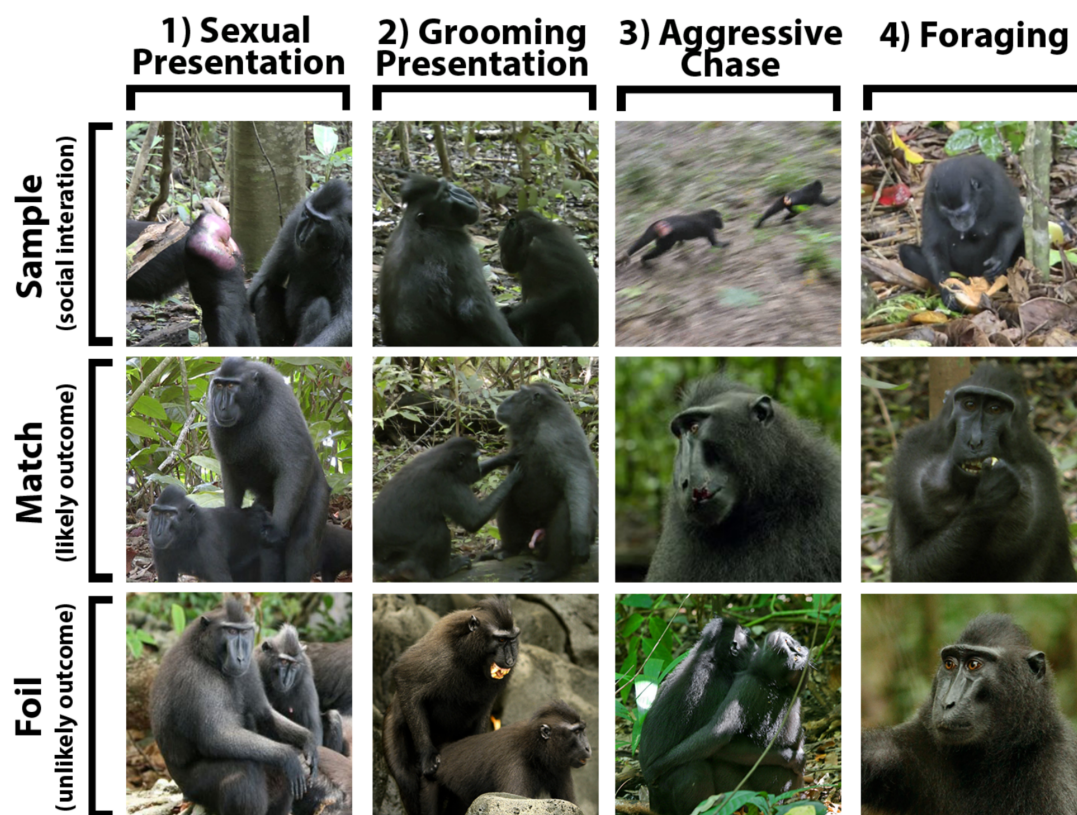 1) Sexual
Presentation
2) Grooming
Presentation
3) Aggressive
Chase
4) Foraging
Sample
(social interation)
Match
(likely outcome)
Foil
(unlikely outcome)